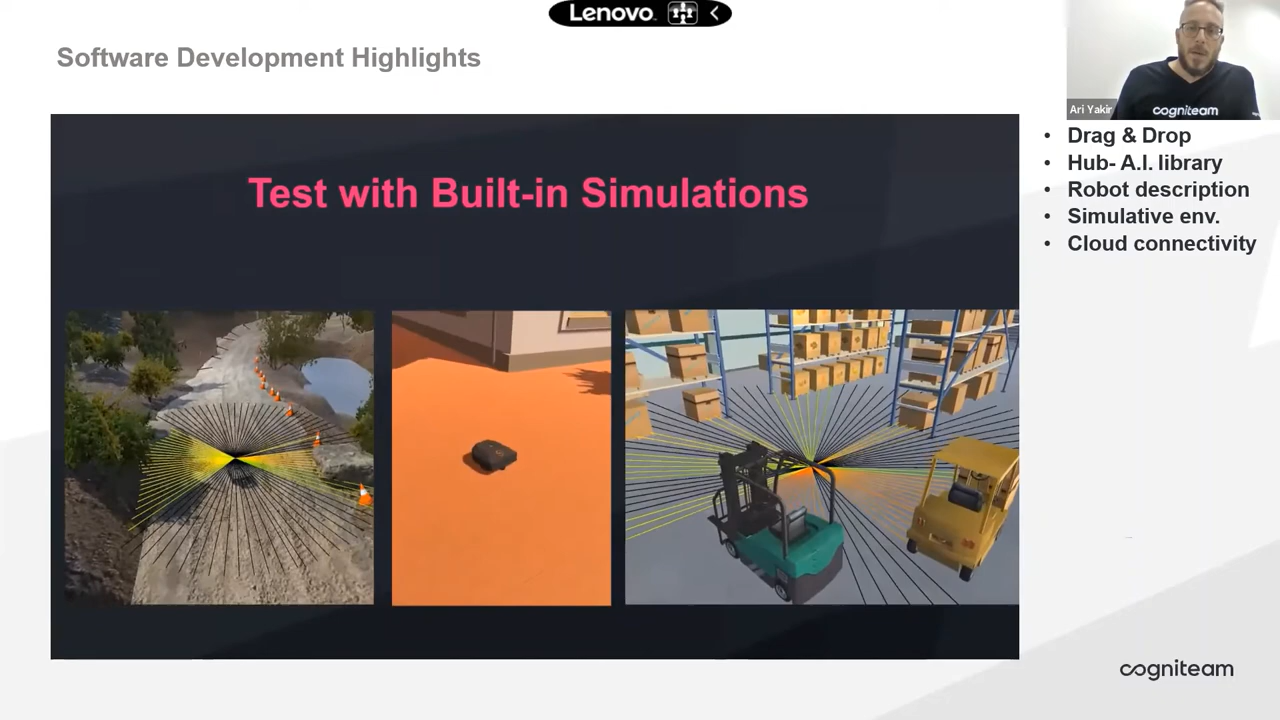 Lenovo
Software Development Highlights
Ari Yakir
cogniteam
Test with Built-in Simulations
• Drag & Drop
• Hub- A.I. library
• Robot description
• Simulative env.
• Cloud connectivity
cogniteam